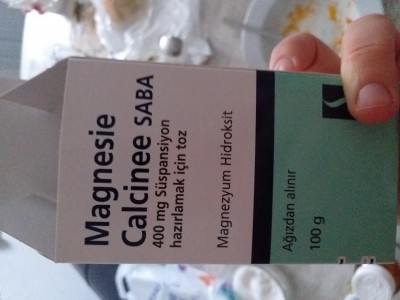 Magnesie
Calcinee SABA
400 mg Süspansiyon
hazırlamak için toz
Magnezyum Hidroksit
Ağızdan alınır
100 g